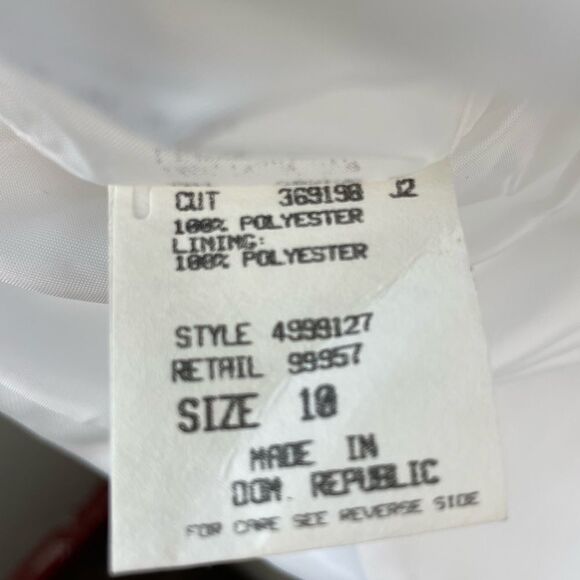 CUT 369198 J2
100% POLYESTER
LINING:
100% POLYESTER
STYLE 4999127
RETAIL 99957
SIZE 10
MADE IN
DOM. REPUBLIC
FOR CARE SEE REVERSE SIDE